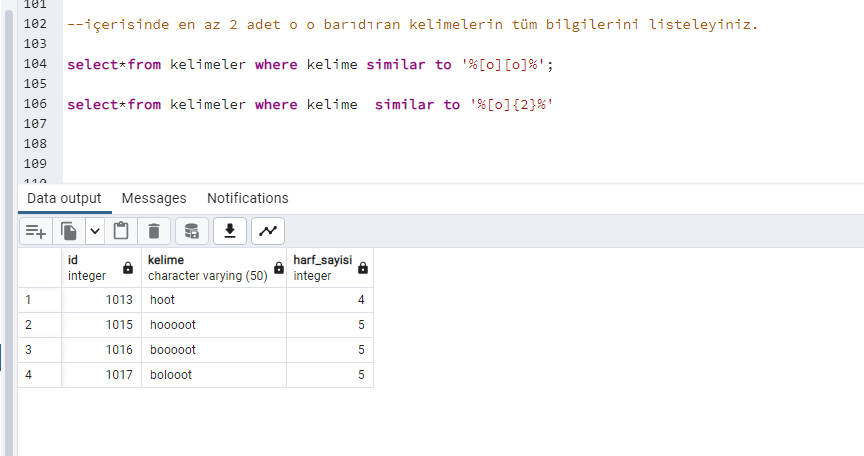 101
102 --içerisinde en az 2 adet o o barıdıran kelimelerin tüm bilgilerini listeleyiniz.
103
104 select*from kelimeler where kelime similar to '%[o][o]%';
105
106 select*from kelimeler where kelime  similar to '%[o]{2}%'
107
108
109
110
Data output Messages Notifications
id kelime harf_sayisi
integer character varying (50) integer
1 1013 hoot 4
2 1015 hooooot 5
3 1016 booooot 5
4 1017 bolooot 5